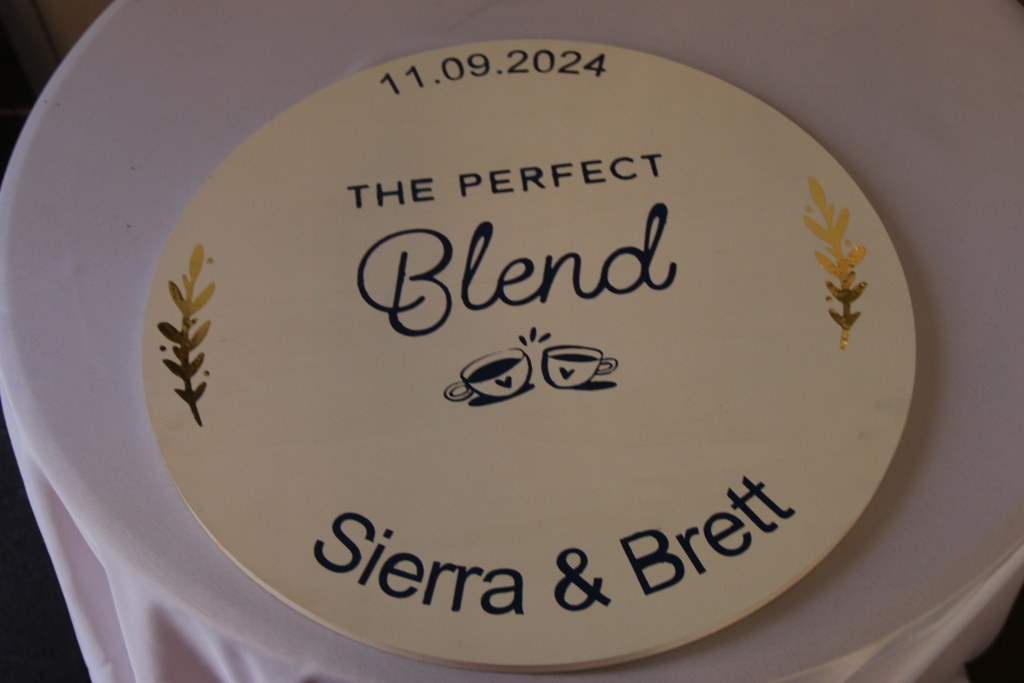 11.09.2024
THE PERFECT
Blend
Sierra & Brett